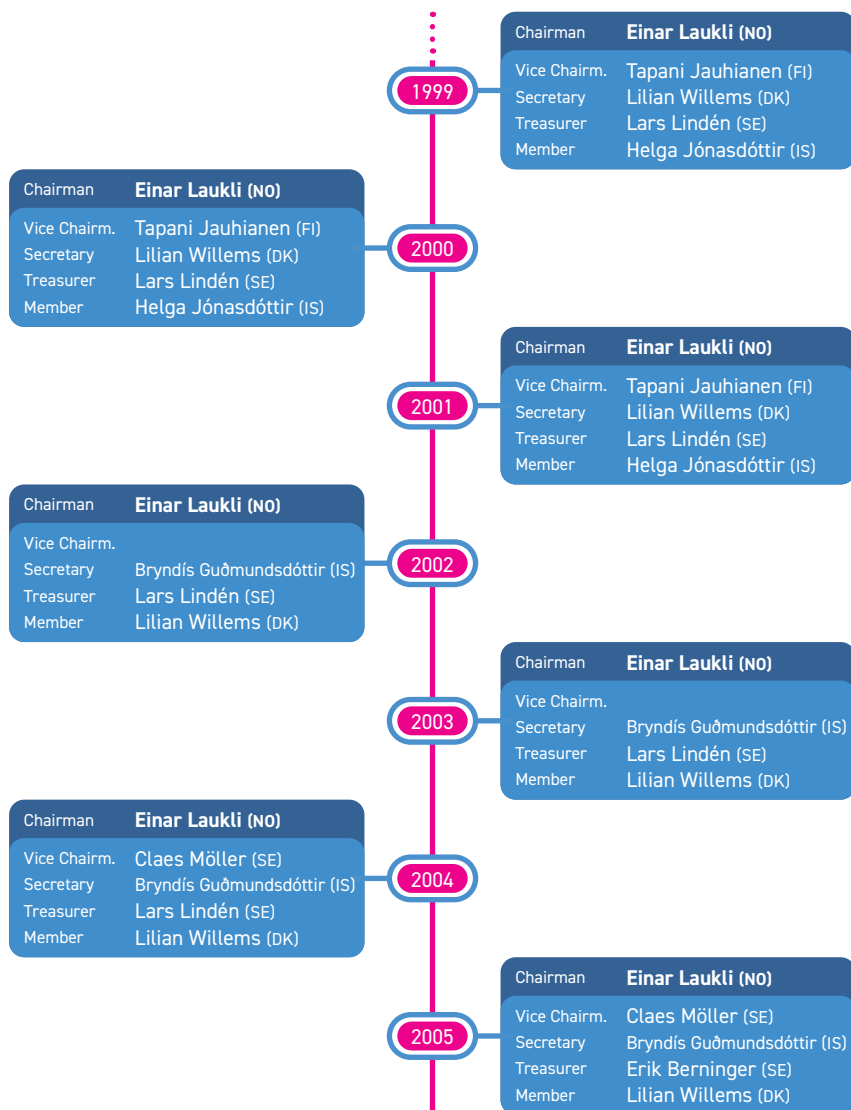 1999
Chairman Einar Laukli (NO)
Vice Chairm. Tapani Jauhianen (FI)
Secretary Lilian Willems (DK)
Treasurer Lars Lindén (SE)
Member Helga Jónasdóttir (IS)
2000
Chairman Einar Laukli (NO)
Vice Chairm. Tapani Jauhianen (FI)
Secretary Lilian Willems (DK)
Treasurer Lars Lindén (SE)
Member Helga Jónasdóttir (IS)
2001
Chairman Einar Laukli (NO)
Vice Chairm. Tapani Jauhianen (FI)
Secretary Lilian Willems (DK)
Treasurer Lars Lindén (SE)
Member Helga Jónasdóttir (IS)
2002
Chairman Einar Laukli (NO)
Vice Chairm.
Secretary Bryndís Guðmundsdóttir (IS)
Treasurer Lars Lindén (SE)
Member Lilian Willems (DK)
2003
Chairman Einar Laukli (NO)
Vice Chairm.
Secretary Bryndís Guðmundsdóttir (IS)
Treasurer Lars Lindén (SE)
Member Lilian Willems (DK)
2004
Chairman Einar Laukli (NO)
Vice Chairm. Claes Möller (SE)
Secretary Bryndís Guðmundsdóttir (IS)
Treasurer Lars Lindén (SE)
Member Lilian Willems (DK)
2005
Chairman Einar Laukli (NO)
Vice Chairm. Claes Möller (SE)
Secretary Bryndís Guðmundsdóttir (IS)
Treasurer Erik Berninger (SE)
Member Lilian Willems (DK)